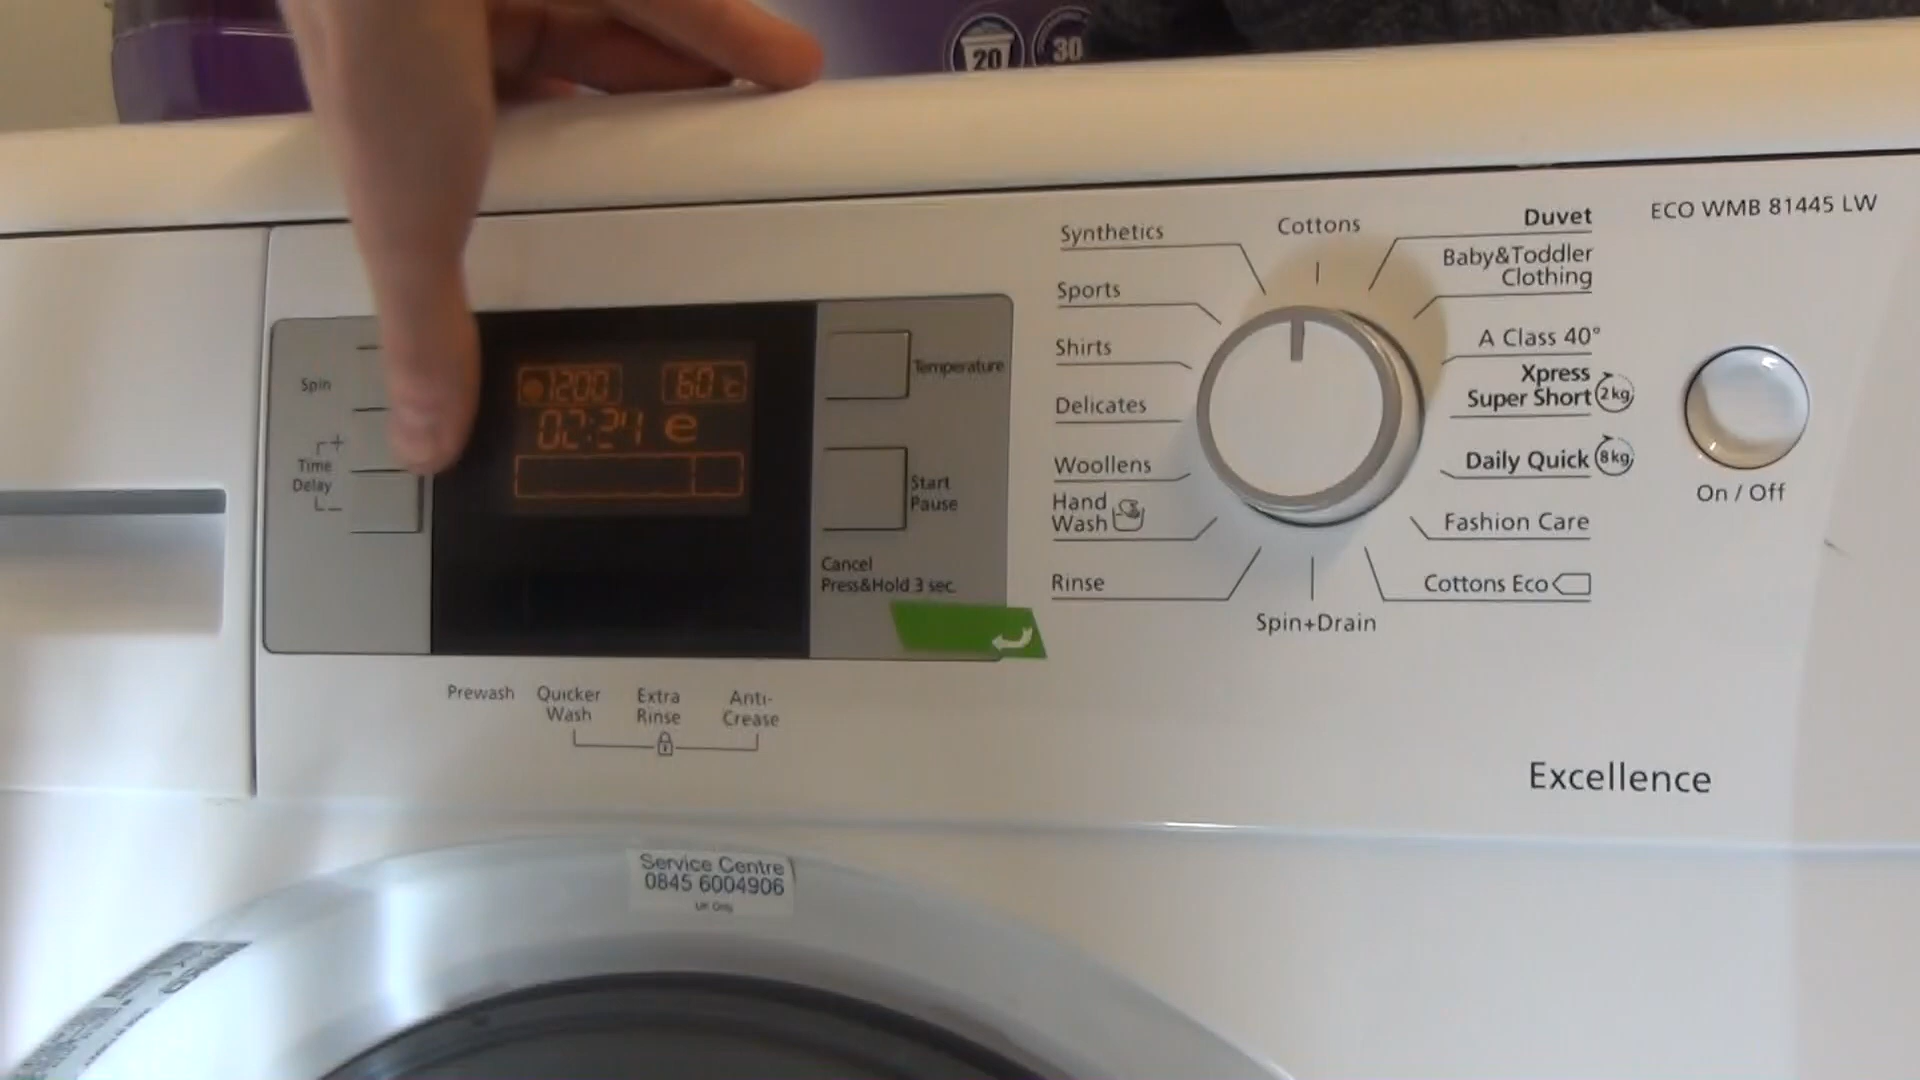 20
30
ECO WMB 81445 LW
Synthetics
Sports
Shirts
Delicates
Woollens
Hand
Wash
Rinse
Cottons
Spin+Drain
Duvet
Baby&Toddler
Clothing
A Class 40°
Xpress
Super Short 2kg
Daily Quick 8kg
Fashion Care
Cottons Eco
On / Off
Spin
+
Time
Delay
-
1200
60°c
02:24 e
Temperature
Start
Pause
Cancel
Press&Hold 3 sec.
Prewash
Quicker
Wash
Extra
Rinse
Anti-
Crease
Excellence
Service Centre
0845 6004906
UK Only